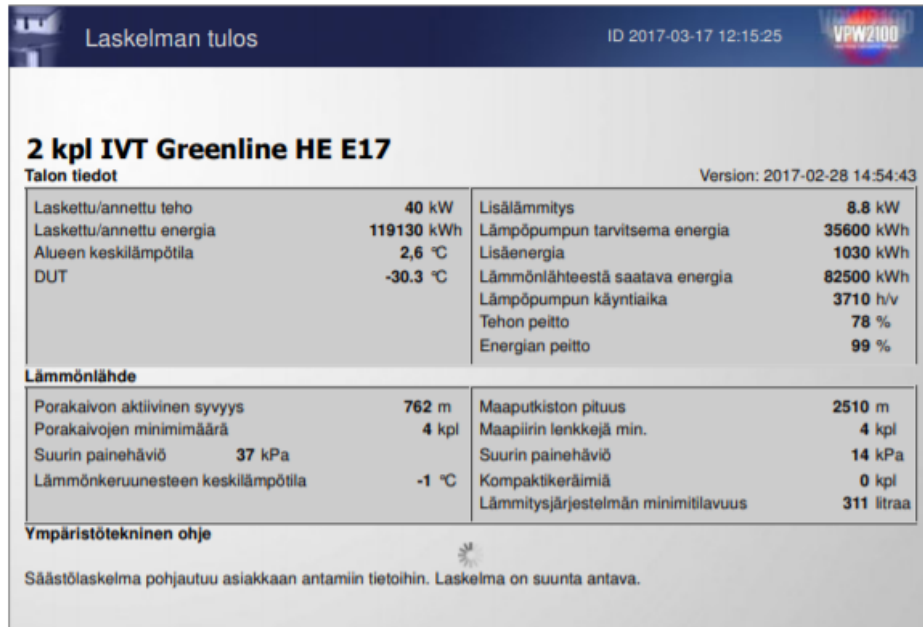 Laskelman tulos
ID 2017-03-17 12:15:25
VPW2100
2 kpl IVT Greenline HE E17
Talon tiedot
Version: 2017-02-28 14:54:43
Laskettu/annettu teho 40 kW
Laskettu/annettu energia 119130 kWh
Alueen keskilämpötila 2,6 °C
DUT -30.3 °C
Lisälämmitys 8.8 kW
Lämpöpumpun tarvitsema energia 35600 kWh
Lisäenergia 1030 kWh
Lämmönlähteestä saatava energia 82500 kWh
Lämpöpumpun käyntiaika 3710 h/v
Tehon peitto 78 %
Energian peitto 99 %
Lämmönlähde
Porakaivon aktiivinen syvyys 762 m
Porakaivojen minimimäärä 4 kpl
Suurin painehäviö 37 kPa
Lämmönkeruunesteen keskilämpötila -1 °C
Maaputkiston pituus 2510 m
Maapiirin lenkkejä min. 4 kpl
Suurin painehäviö 14 kPa
Kompaktikeräimiä 0 kpl
Lämmitysjärjestelmän minimitilavuus 311 litraa
Ympäristötekninen ohje
Säästölaskelma pohjautuu asiakkaan antamiin tietoihin. Laskelma on suunta antava.